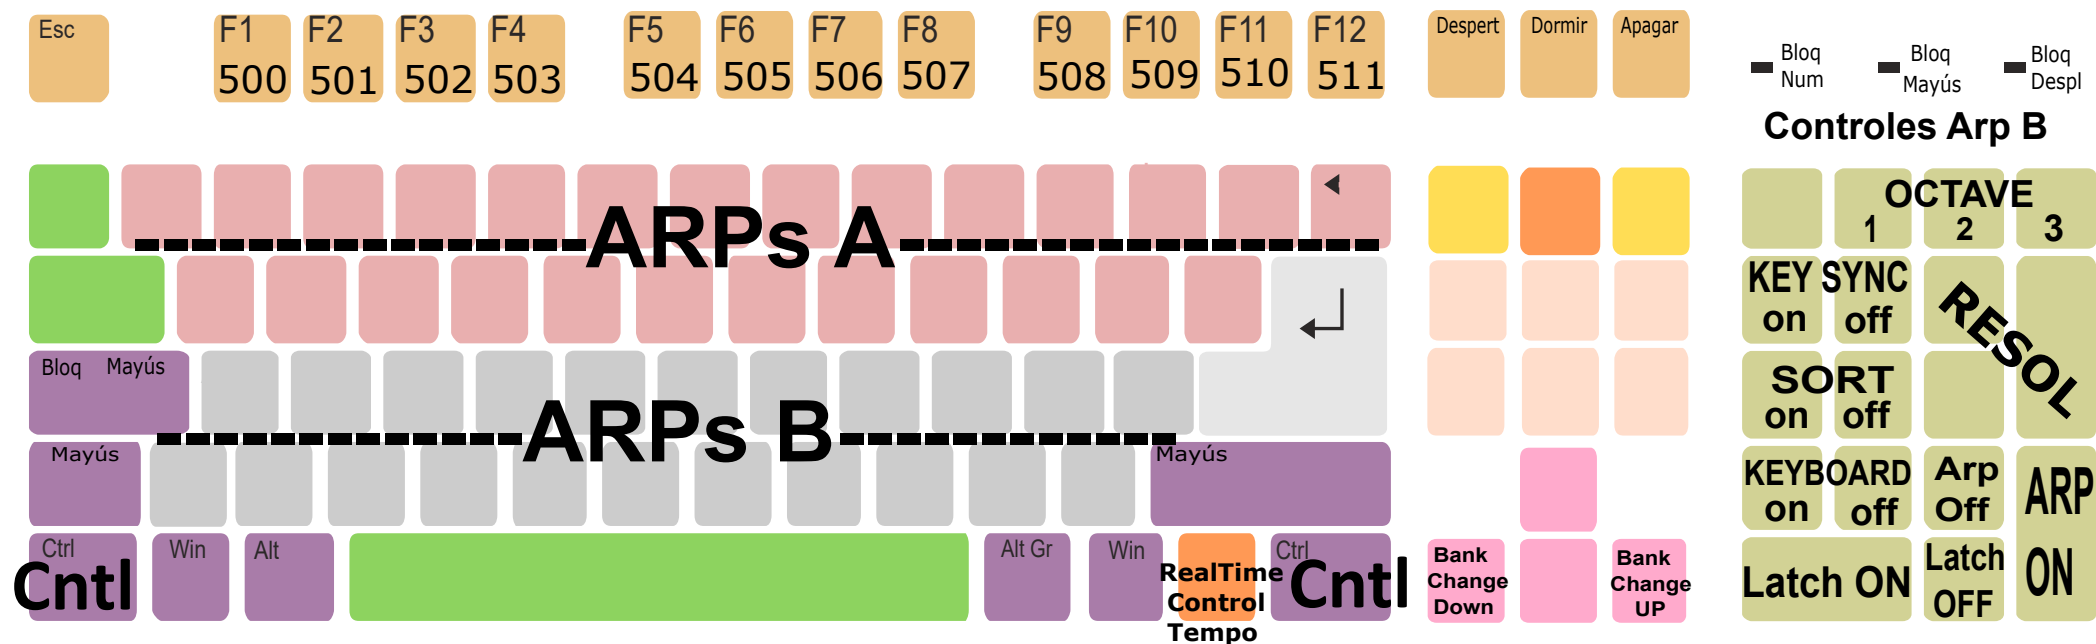 Esc
F1 F2 F3 F4 F5 F6 F7 F8 F9 F10 F11 F12
500 501 502 503 504 505 506 507 508 509 510 511
Despert Dormir Apagar
Bloq Num
Bloq Mayús
Bloq Despl
Controles Arp B
ARPs A
OCTAVE
1 2 3
KEY SYNC
on off
RESOL
Bloq Mayús
SORT
on off
ARPs B
Mayús
Mayús
KEYBOARD
on off
Arp
Off
ARP
ON
Ctrl Win Alt Alt Gr Win Ctrl
Cntl
RealTime
Control
Tempo
Cntl
Bank
Change
Down
Bank
Change
UP
Latch ON
Latch
OFF